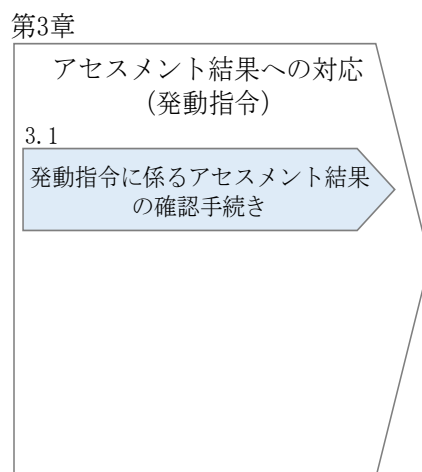 第3章
アセスメント結果への対応
(発動指令)
3.1
発動指令に係るアセスメント結果
の確認手続き